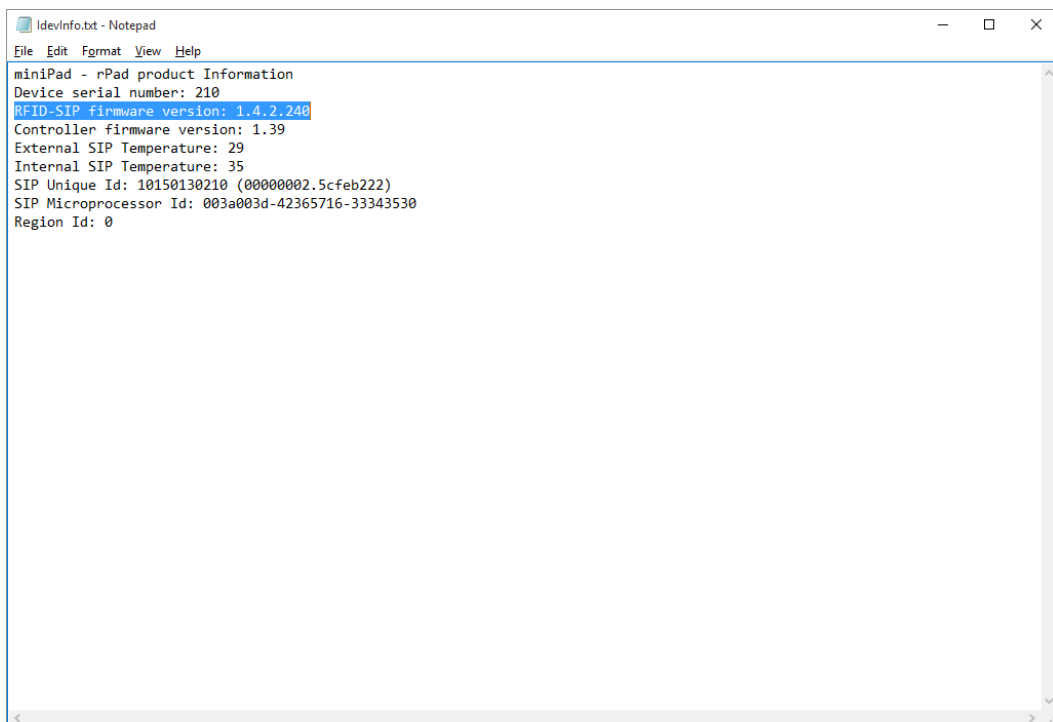 IdevInfo.txt - Notepad
File Edit Format View Help
miniPad - rPad product Information
Device serial number: 210
RFID-SIP firmware version: 1.4.2.240
Controller firmware version: 1.39
External SIP Temperature: 29
Internal SIP Temperature: 35
SIP Unique Id: 10150130210 (00000002.5cfeb222)
SIP Microprocessor Id: 003a003d-42365716-33343530
Region Id: 0